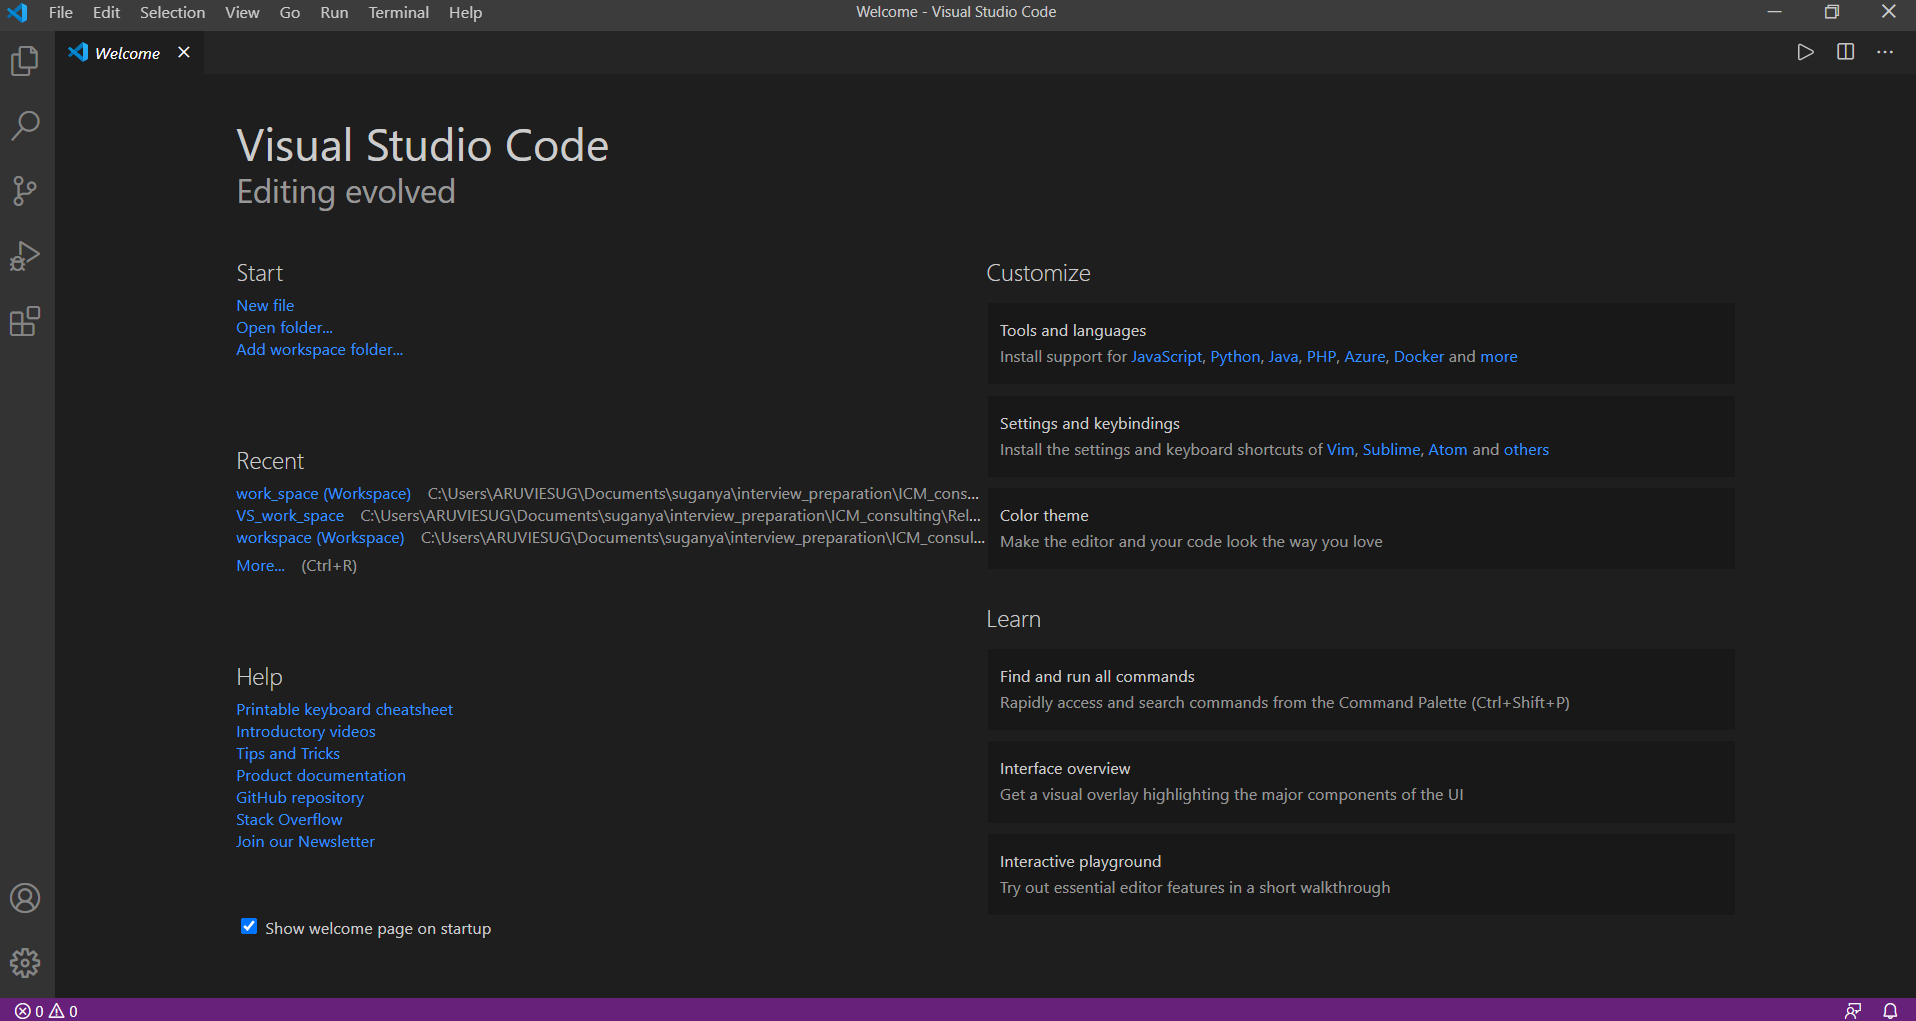 File Edit Selection View Go Run Terminal Help
Welcome - Visual Studio Code
Welcome
Visual Studio Code
Editing evolved
Start
New file
Open folder...
Add workspace folder...
Recent
work_space (Workspace) C:\Users\ARUVIESUG\Documents\suganya\interview_preparation\ICM_cons...
VS_work_space C:\Users\ARUVIESUG\Documents\suganya\interview_preparation\ICM_consulting\Rel...
workspace (Workspace) C:\Users\ARUVIESUG\Documents\suganya\interview_preparation\ICM_consul...
More... (Ctrl+R)
Help
Printable keyboard cheatsheet
Introductory videos
Tips and Tricks
Product documentation
GitHub repository
Stack Overflow
Join our Newsletter
Show welcome page on startup
Customize
Tools and languages
Install support for JavaScript, Python, Java, PHP, Azure, Docker and more
Settings and keybindings
Install the settings and keyboard shortcuts of Vim, Sublime, Atom and others
Color theme
Make the editor and your code look the way you love
Learn
Find and run all commands
Rapidly access and search commands from the Command Palette (Ctrl+Shift+P)
Interface overview
Get a visual overlay highlighting the major components of the UI
Interactive playground
Try out essential editor features in a short walkthrough
0 0